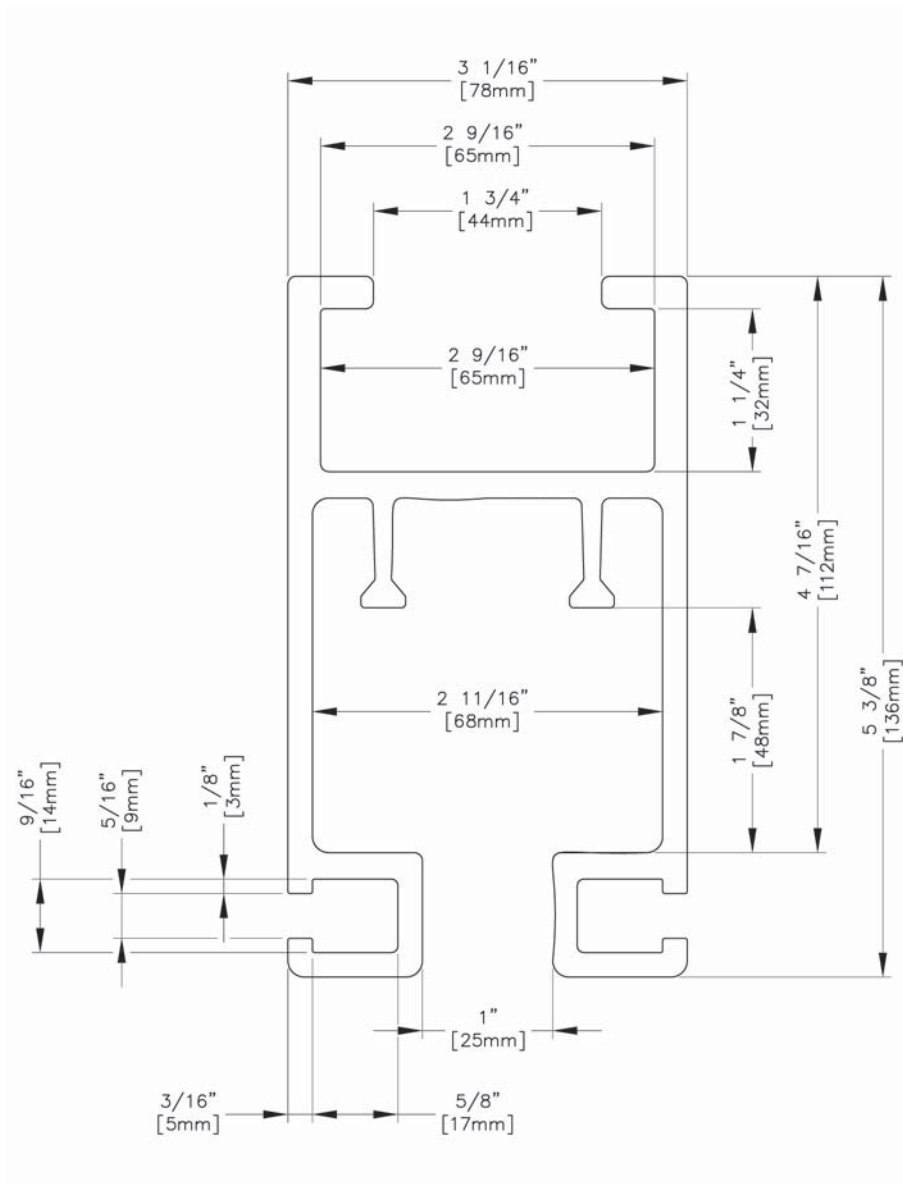 3 1/16"
[78mm]
2 9/16"
[65mm]
1 3/4"
[44mm]
2 9/16"
[65mm]
1 1/4"
[32mm]
4 7/16"
[112mm]
5 3/8"
[136mm]
2 11/16"
[68mm]
1 7/8"
[48mm]
9/16"
[14mm]
5/16"
[9mm]
1/8"
[3mm]
1"
[25mm]
3/16"
[5mm]
5/8"
[17mm]